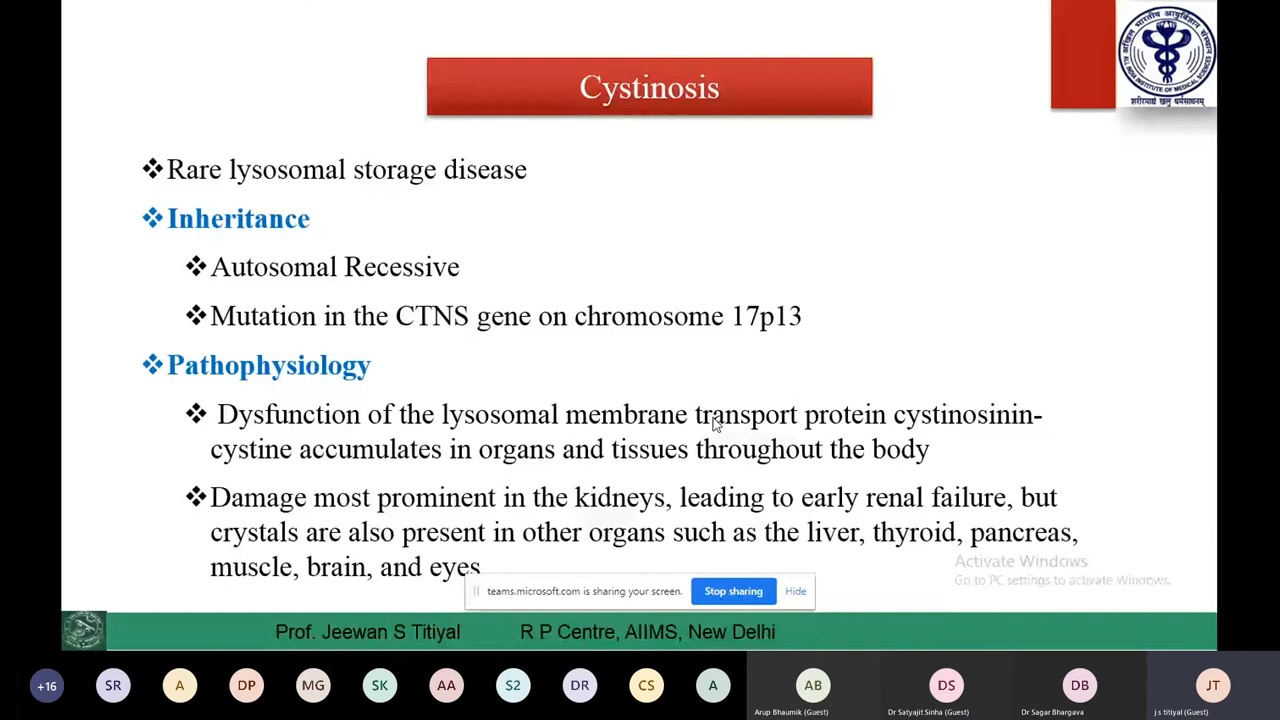 Cystinosis
❖Rare lysosomal storage disease
❖Inheritance
❖Autosomal Recessive
❖Mutation in the CTNS gene on chromosome 17p13
❖Pathophysiology
❖ Dysfunction of the lysosomal membrane transport protein cystinosinin-
cystine accumulates in organs and tissues throughout the body
❖Damage most prominent in the kidneys, leading to early renal failure, but
crystals are also present in other organs such as the liver, thyroid, pancreas,
muscle, brain, and eyes
Activate Windows
Go to PC settings to activate Windows.
teams.microsoft.com is sharing your screen. Stop sharing Hide
Prof. Jeewan S Titiyal R P Centre, AIIMS, New Delhi
+16 SR A DP MG SK AA S2 DR CS A AB DS DB JT
Arup Bhaumik (Guest) Dr Satyajit Sinha (Guest) Dr Sagar Bhargava j s titiyal (Guest)